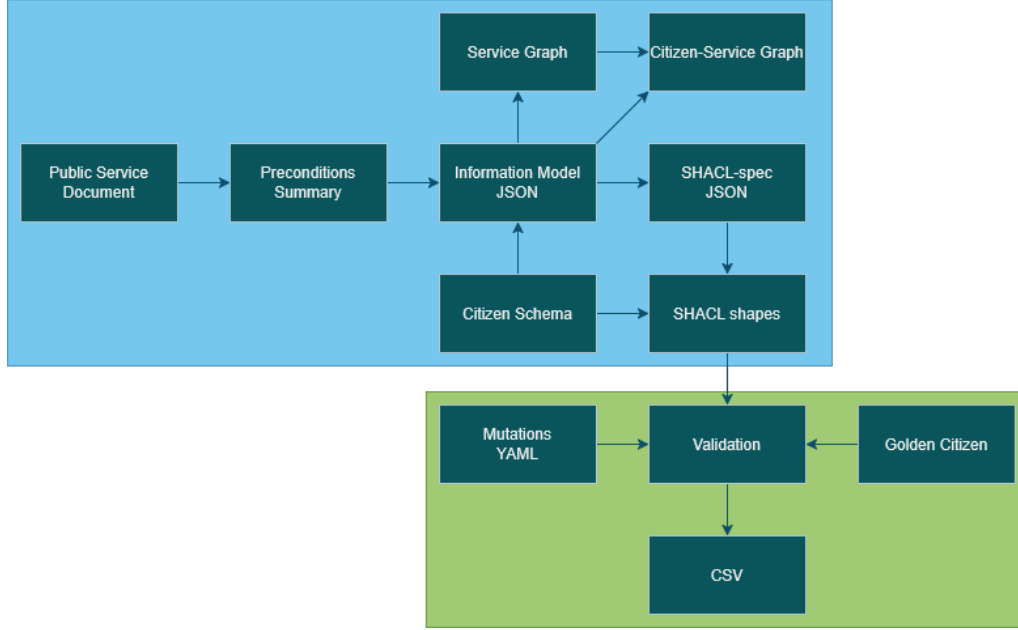 Service Graph
Citizen-Service Graph
Public Service
Document
Preconditions
Summary
Information Model
JSON
SHACL-spec
JSON
Citizen Schema
SHACL shapes
Mutations
YAML
Validation
Golden Citizen
CSV